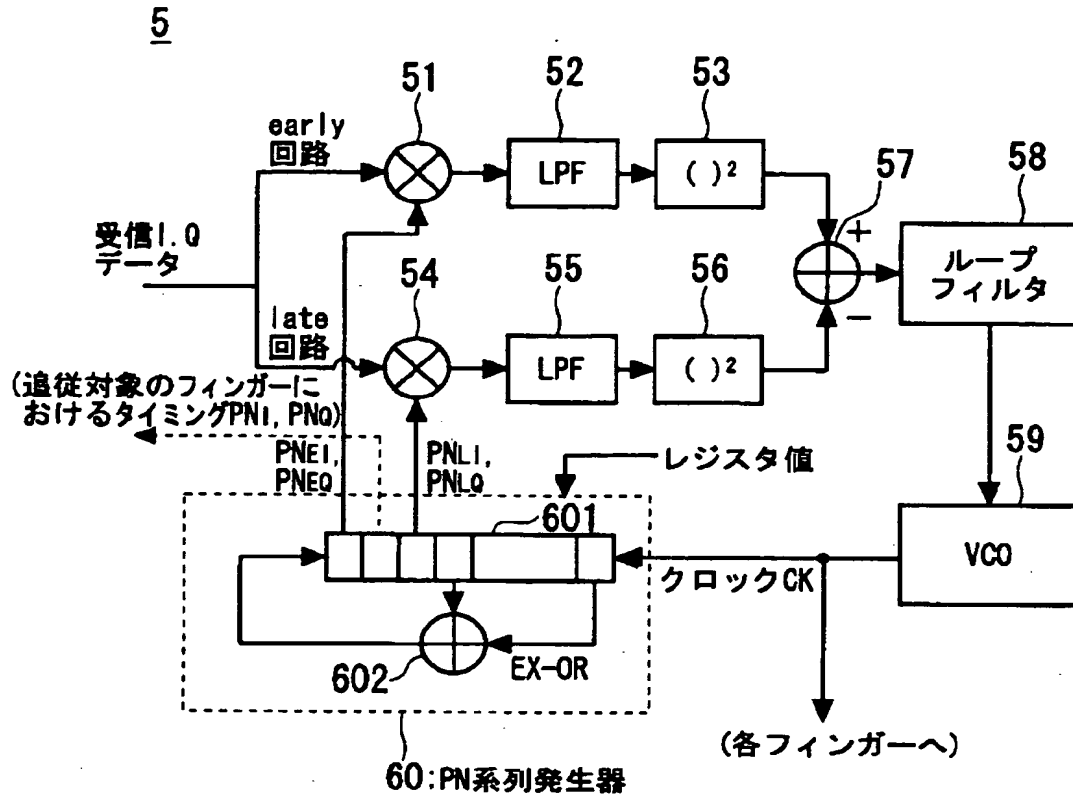 5
51
52
53
early
回路
LPF
( )²
57
58
+
ループ
フィルタ
受信I.Q
データ
54
55
56
−
late
回路
LPF
( )²
(追従対象のフィンガーに
おけるタイミングPNI, PNQ)
PNEI,
PNEQ
PNLI,
PNLQ
レジスタ値
59
601
VCO
クロックCK
602
EX-OR
(各フィンガーへ)
60:PN系列発生器